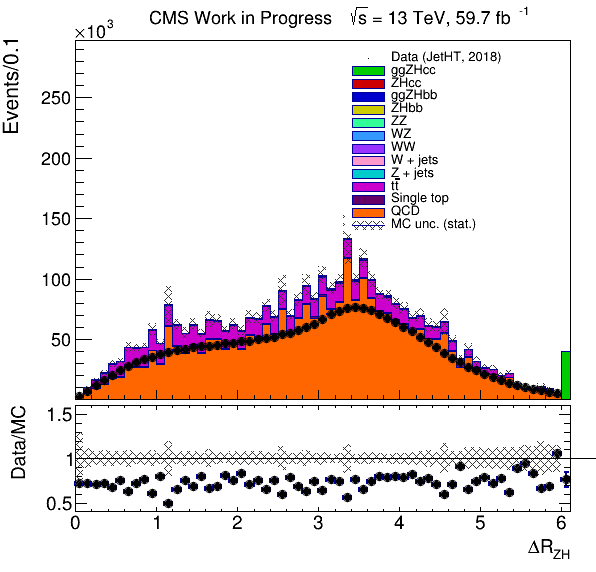 CMS Work in Progress √s = 13 TeV, 59.7 fb⁻¹
×10³
Events/0.1
Data (JetHT, 2018)
ggZHcc
ZHcc
ggZHbb
ZHbb
ZZ
WZ
WW
W + jets
Z + jets
tt̅
Single top
QCD
MC unc. (stat.)
250
200
150
100
50
Data/MC
1.5
1
0.5
0 1 2 3 4 5 6
ΔR_ZH